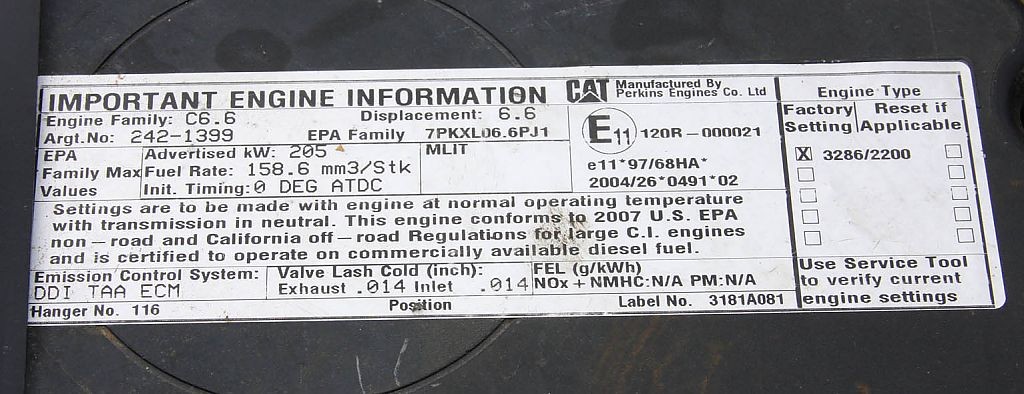 IMPORTANT ENGINE INFORMATION
CAT Manufactured By
Perkins Engines Co. Ltd
Engine Family: C6.6 Displacement: 6.6
Argt.No: 242-1399 EPA Family 7PKXL06.6PJ1
EPA
Family Max
Values
Advertised kW: 205
Fuel Rate: 158.6 mm3/Stk
Init. Timing: 0 DEG ATDC
MLIT
E11 120R-000021
e11*97/68HA*
2004/26*0491*02
Settings are to be made with engine at normal operating temperature
with transmission in neutral. This engine conforms to 2007 U.S. EPA
non-road and California off-road Regulations for large C.I. engines
and is certified to operate on commercially available diesel fuel.
Emission Control System:
DDI TAA ECM
Valve Lash Cold (inch):
Exhaust .014 Inlet .014
FEL (g/kWh)
NOx + NMHC:N/A PM:N/A
Hanger No. 116 Position Label No. 3181A081
Engine Type
Factory Setting
Reset if Applicable
X 3286/2200
Use Service Tool
to verify current
engine settings